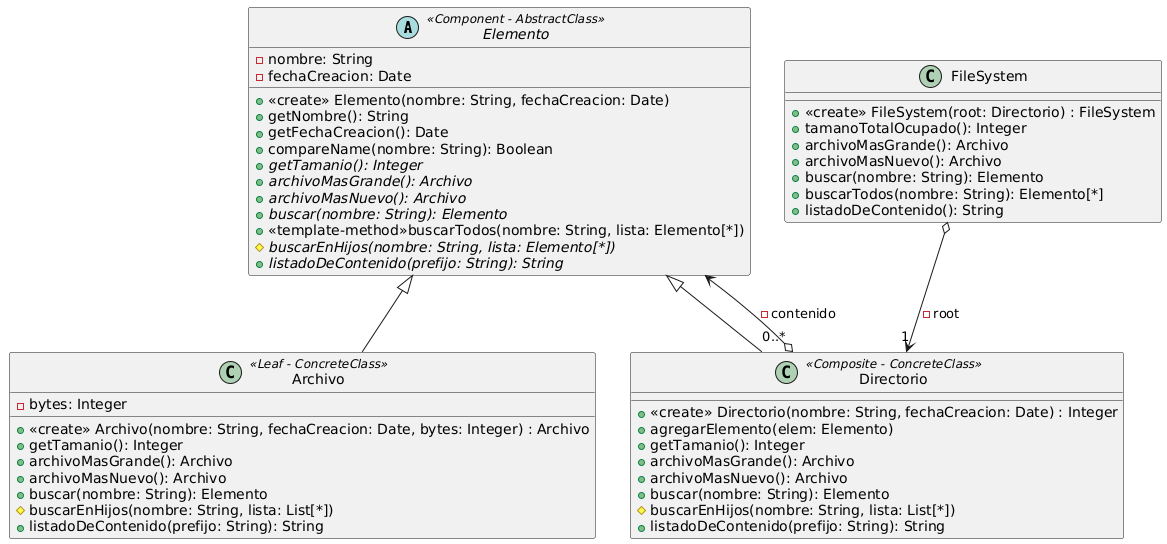 A
«Component - AbstractClass»
Elemento
nombre: String
fechaCreacion: Date
«create» Elemento(nombre: String, fechaCreacion: Date)
getNombre(): String
getFechaCreacion(): Date
compareName(nombre: String): Boolean
getTamanio(): Integer
archivoMasGrande(): Archivo
archivoMasNuevo(): Archivo
buscar(nombre: String): Elemento
«template-method»buscarTodos(nombre: String, lista: Elemento[*])
buscarEnHijos(nombre: String, lista: Elemento[*])
listadoDeContenido(prefijo: String): String
C FileSystem
«create» FileSystem(root: Directorio) : FileSystem
tamanoTotalOcupado(): Integer
archivoMasGrande(): Archivo
archivoMasNuevo(): Archivo
buscar(nombre: String): Elemento
buscarTodos(nombre: String): Elemento[*]
listadoDeContenido(): String
contenido
0..*
root
1
C
«Leaf - ConcreteClass»
Archivo
bytes: Integer
«create» Archivo(nombre: String, fechaCreacion: Date, bytes: Integer) : Archivo
getTamanio(): Integer
archivoMasGrande(): Archivo
archivoMasNuevo(): Archivo
buscar(nombre: String): Elemento
buscarEnHijos(nombre: String, lista: List[*])
listadoDeContenido(prefijo: String): String
C
«Composite - ConcreteClass»
Directorio
«create» Directorio(nombre: String, fechaCreacion: Date) : Integer
agregarElemento(elem: Elemento)
getTamanio(): Integer
archivoMasGrande(): Archivo
archivoMasNuevo(): Archivo
buscar(nombre: String): Elemento
buscarEnHijos(nombre: String, lista: List[*])
listadoDeContenido(prefijo: String): String